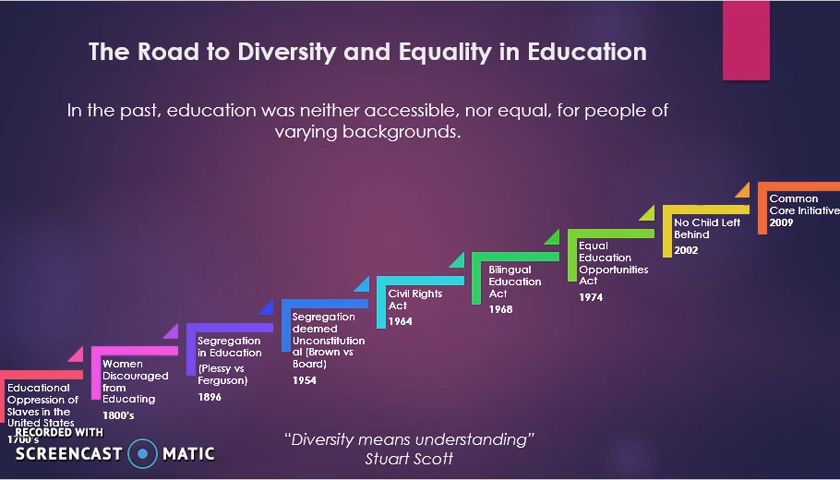 The Road to Diversity and Equality in Education
In the past, education was neither accessible, nor equal, for people of
varying backgrounds.
Educational
Oppression of
Slaves in the
United States
1700's
Women
Discouraged
from
Educating
1800's
Segregation
in Education
(Plessy vs
Ferguson)
1896
Segregation
deemed
Unconstitution
al (Brown vs
Board)
1954
Civil Rights
Act
1964
Bilingual
Education
Act
1968
Equal
Education
Opportunities
Act
1974
No Child Left
Behind
2002
Common
Core Initiative
2009
“Diversity means understanding”
Stuart Scott
RECORDED WITH
SCREENCAST MATIC